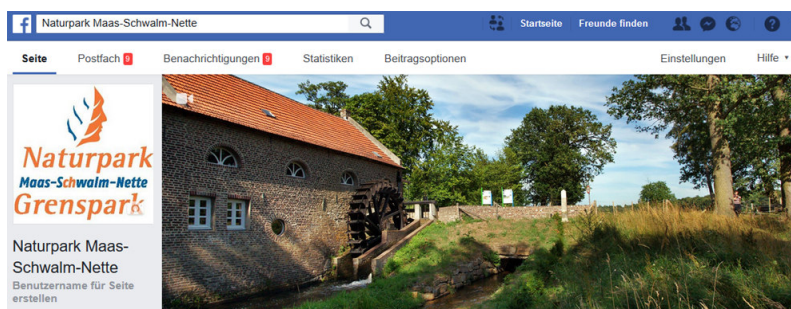 Naturpark Maas-Schwalm-Nette
Startseite Freunde finden
Seite Postfach 9 Benachrichtigungen 9 Statistiken Beitragsoptionen Einstellungen Hilfe
Naturpark
Maas-Schwalm-Nette
Grenspark
Naturpark Maas-
Schwalm-Nette
Benutzername für Seite
erstellen